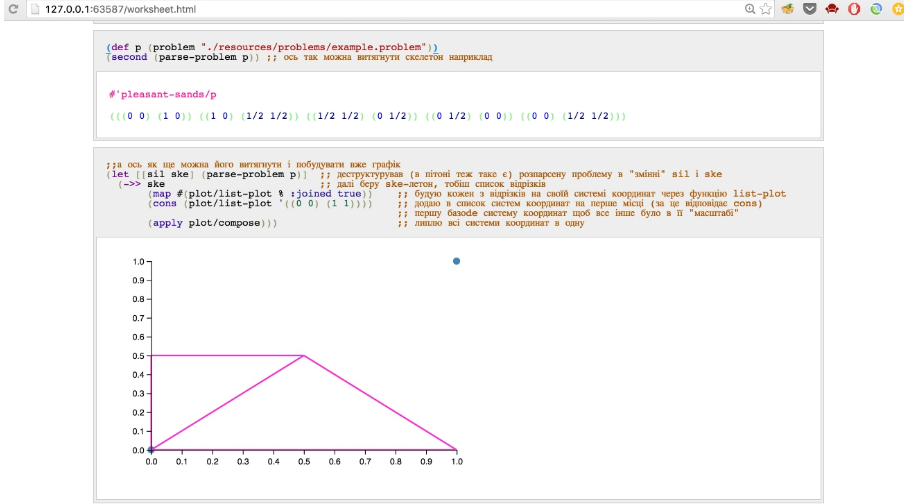 127.0.0.1:63587/worksheet.html
(def p (problem "./resources/problems/example.problem"))
(second (parse-problem p)) ;; ось так можна витягнути скелетон наприклад
#'pleasant-sands/p
(((0 0) (1 0)) ((1 0) (1/2 1/2)) ((1/2 1/2) (0 1/2)) ((0 1/2) (0 0)) ((0 0) (1/2 1/2)))
;;а ось як ще можна його витягнути і побудувати вже графік
(let [[sil ske] (parse-problem p)] ;; деструктурував (в пітоні теж таке є) розпарсену проблему в "змінні" sil і ske
(->> ske ;; далі беру ske-летон, тобіш список відрізків
(map #(plot/list-plot % :joined true)) ;; будую кожен з відрізків на своїй системі координат через функцію list-plot
(cons (plot/list-plot '((0 0) (1 1)))) ;; додаю в список систем координат на перше місці (за це відповідає cons)
;; першу базоde систему координат щоб все інше було в її "масштабі"
(apply plot/compose))) ;; липлю всі системи координат в одну
1.0
0.9
0.8
0.7
0.6
0.5
0.4
0.3
0.2
0.1
0.0
0.0 0.1 0.2 0.3 0.4 0.5 0.6 0.7 0.8 0.9 1.0